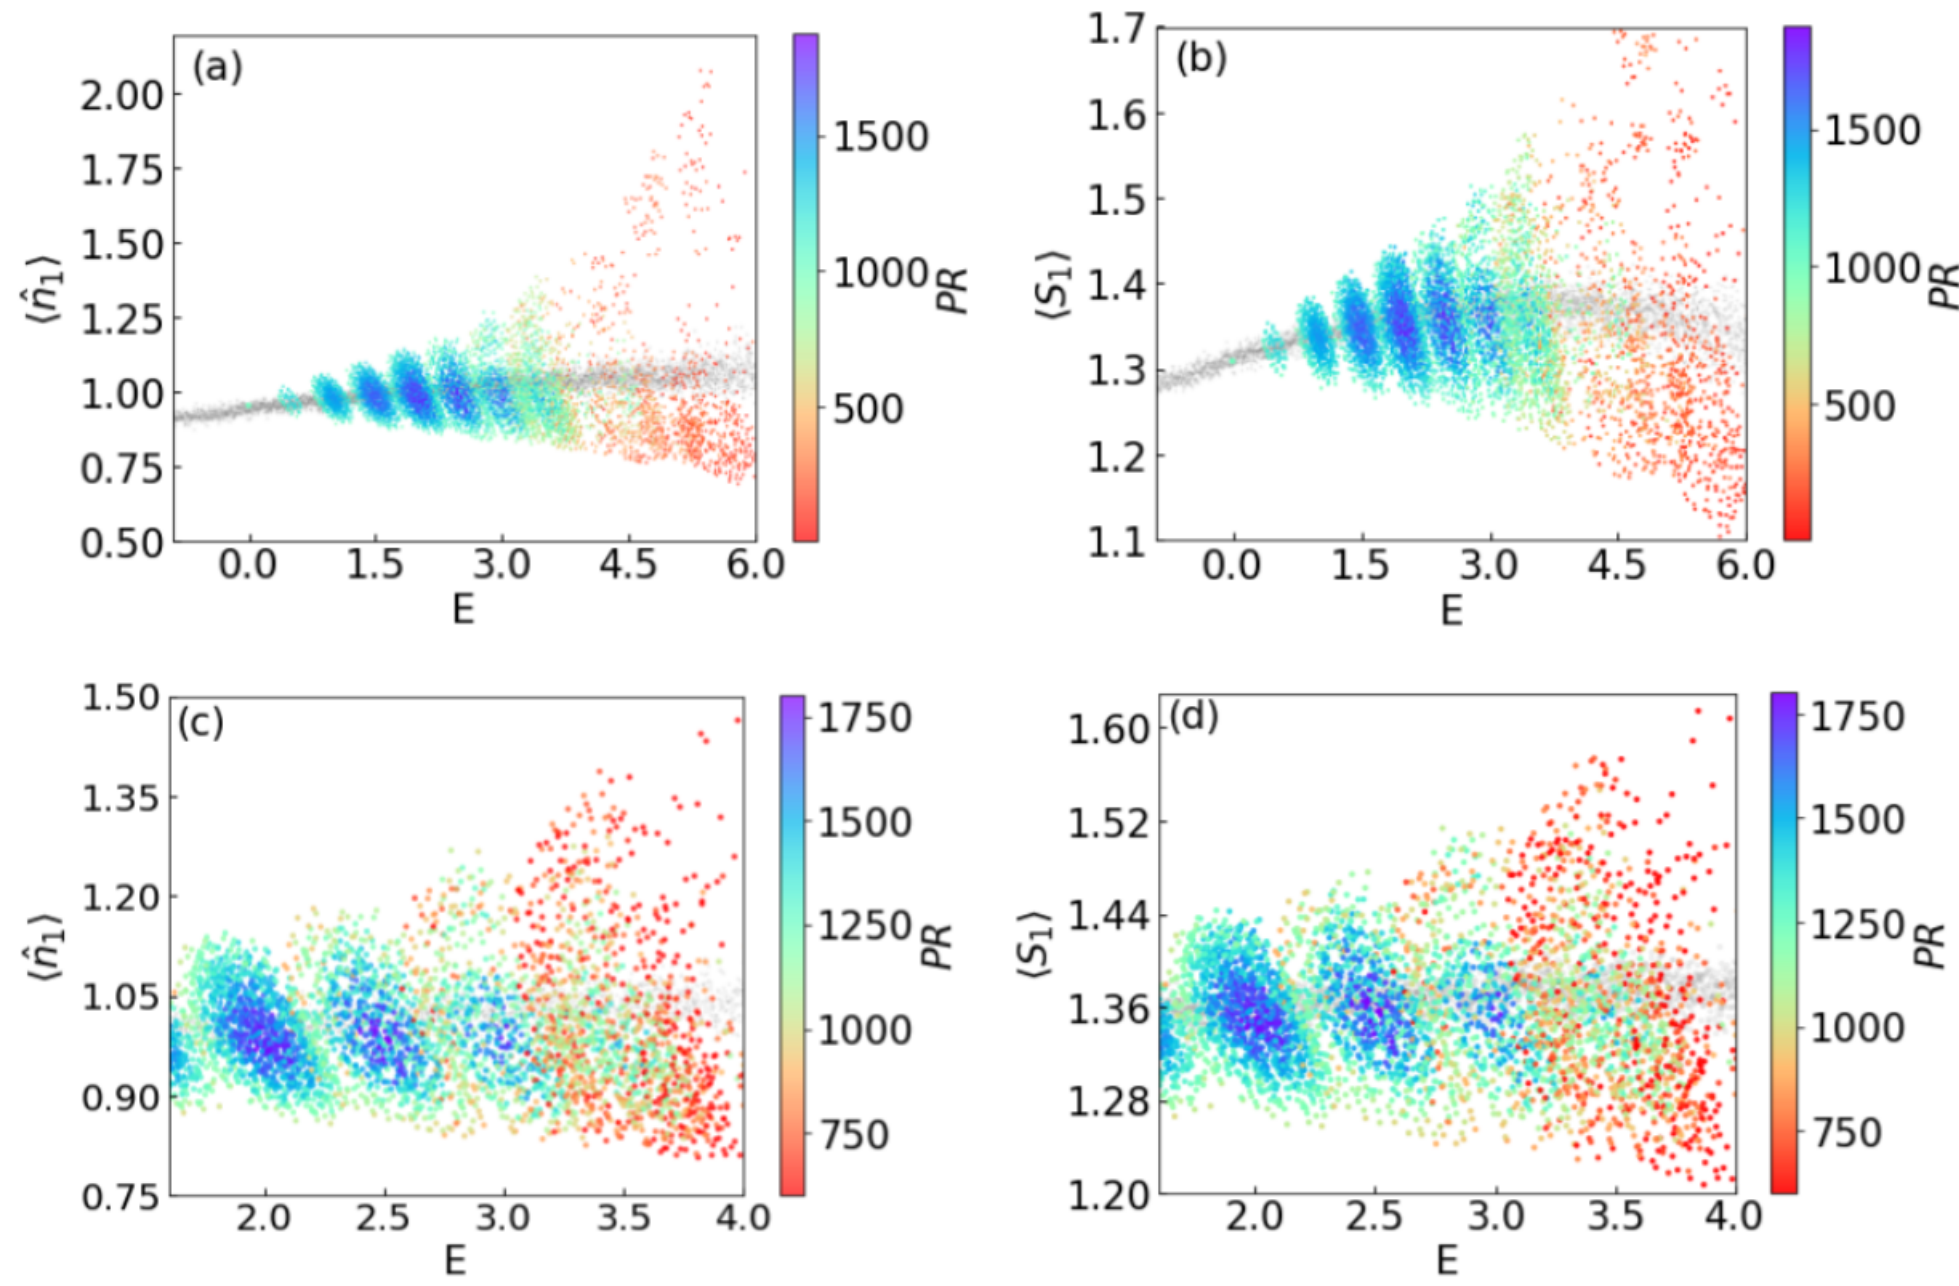 (a)
2.00
1.75
1.50
1.25
1.00
0.75
0.50
0.0 1.5 3.0 4.5 6.0
E
⟨n̂₁⟩
1500
1000
500
PR
(b)
1.7
1.6
1.5
1.4
1.3
1.2
1.1
0.0 1.5 3.0 4.5 6.0
E
⟨S₁⟩
1500
1000
500
PR
(c)
1.50
1.35
1.20
1.05
0.90
0.75
2.0 2.5 3.0 3.5 4.0
E
⟨n̂₁⟩
1750
1500
1250
1000
750
PR
(d)
1.60
1.52
1.44
1.36
1.28
1.20
2.0 2.5 3.0 3.5 4.0
E
⟨S₁⟩
1750
1500
1250
1000
750
PR